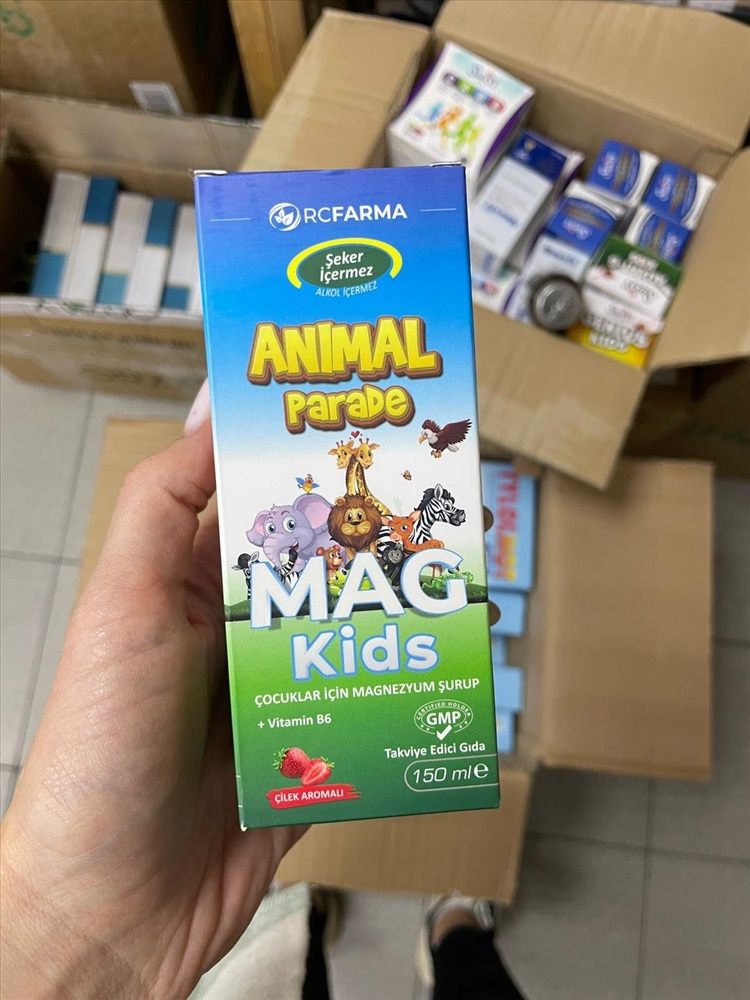 RCFARMA
Şeker
İçermez
ALKOL İÇERMEZ
ANIMAL
PARADE
MAG
Kids
ÇOCUKLAR İÇİN MAGNEZYUM ŞURUP
+ Vitamin B6
CERTIFIED HOLDER
GMP
Takviye Edici Gıda
150 ml e
ÇİLEK AROMALI
KIDS